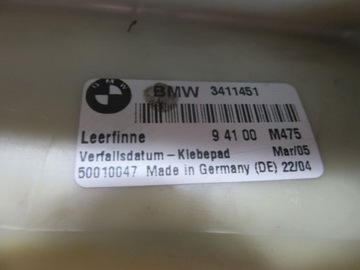 BMW 3411451
Leerfinne 9 41 00 M475
Verfallsdatum-Klebepad Mar/05
50010047 Made in Germany (DE) 22/04